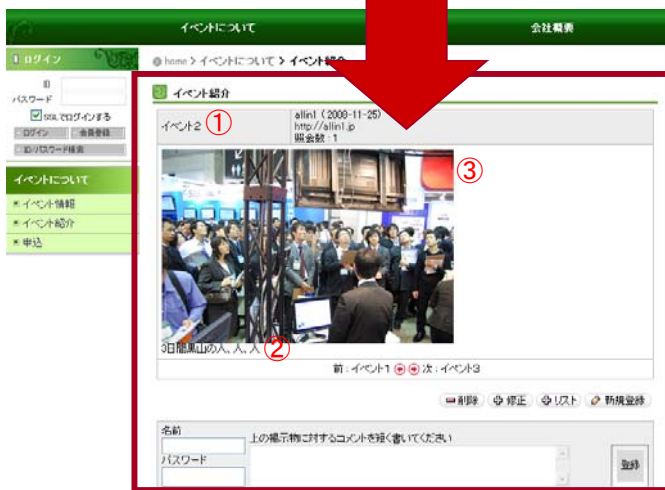 イベントについて
会社概要
ログイン
home > イベントについて > イベント紹介
ID
パスワード
SSLでログインする
ログイン
会員登録
ID/パスワード検索
イベントについて
イベント情報
イベント紹介
申込
イベント紹介
イベント2 ①
allin1 (2008-11-25)
http://allin1.jp
照会数 : 1
③
3日間黒山の人、人、人 ②
前 : イベント1 次 : イベント3
削除 修正 リスト 新規登録
名前
上の掲示物に対するコメントを短く書いてください
パスワード
登録